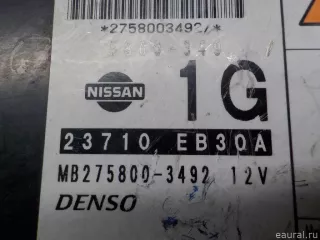 *2758003492/*
NISSAN
1G
23710 EB30A
MB275800-3492 12V
DENSO
eaural.ru